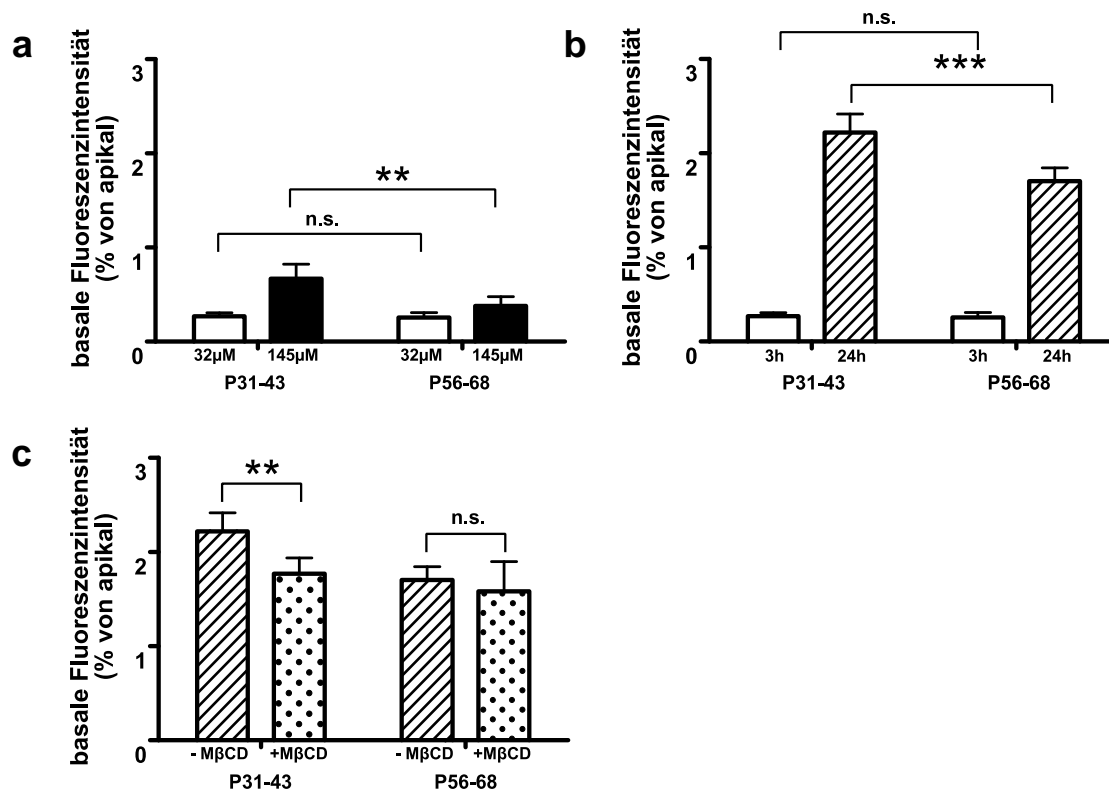 a
basale Fluoreszenzintensität
(% von apikal)
3
2
1
0
**
n.s.
32µM 145µM 32µM 145µM
P31-43 P56-68
b
basale Fluoreszenzintensität
(% von apikal)
3
2
1
0
n.s.
***
3h 24h 3h 24h
P31-43 P56-68
c
basale Fluoreszenzintensität
(% von apikal)
3
2
1
0
**
n.s.
- MβCD +MβCD - MβCD +MβCD
P31-43 P56-68